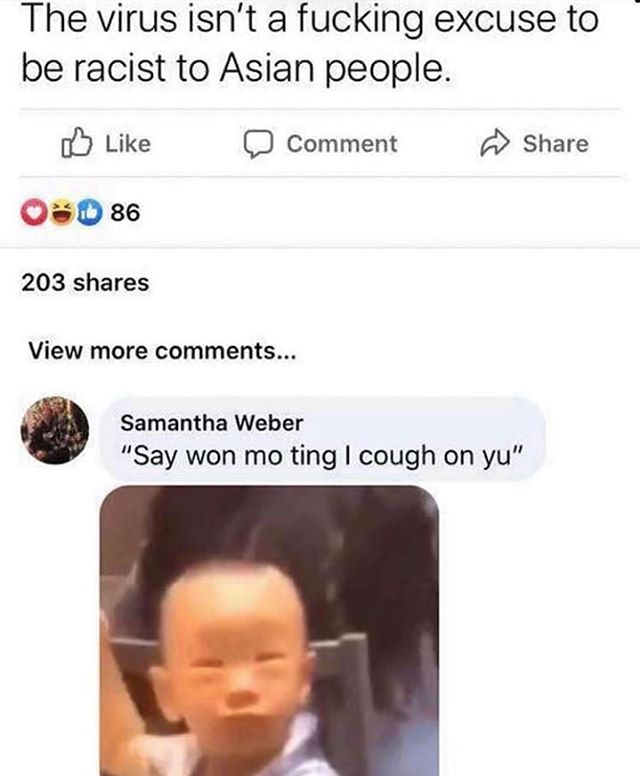 The virus isn't a fucking excuse to
be racist to Asian people.
Like Comment Share
86
203 shares
View more comments...
Samantha Weber
"Say won mo ting I cough on yu"